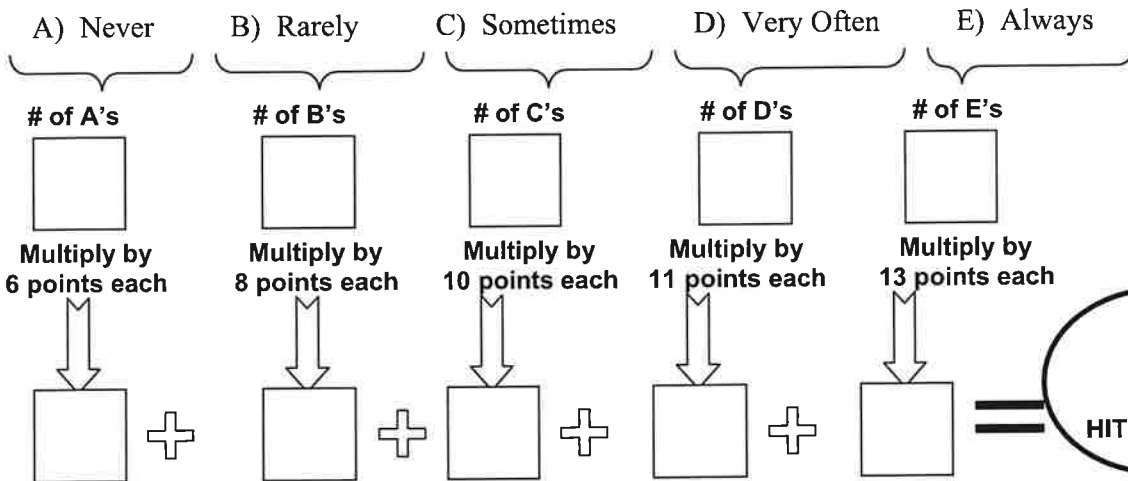 A) Never B) Rarely C) Sometimes D) Very Often E) Always
# of A's # of B's # of C's # of D's # of E's
Multiply by Multiply by Multiply by Multiply by Multiply by
6 points each 8 points each 10 points each 11 points each 13 points each
+ + + + = HIT